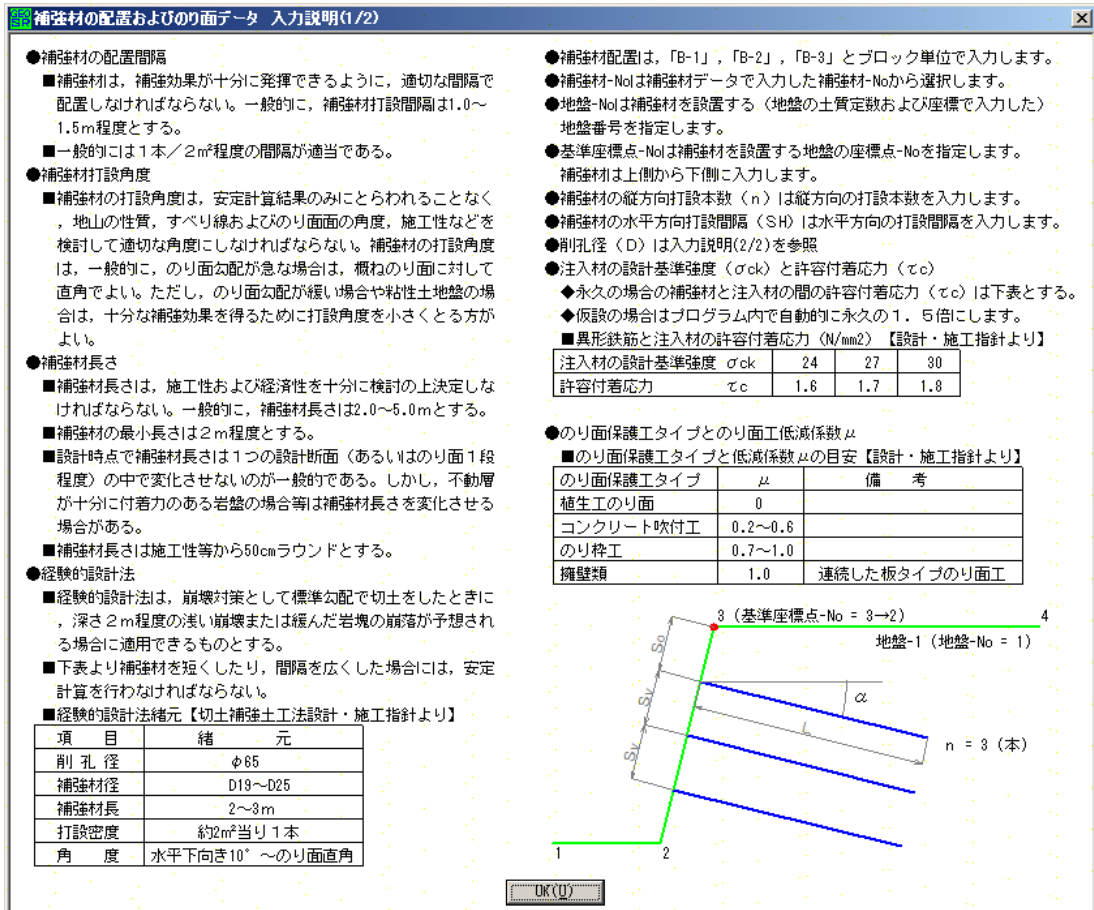 GEO SR 補強材の配置およびのり面データ 入力説明(1/2)
●補強材の配置間隔
■補強材は，補強効果が十分に発揮できるように，適切な間隔で
配置しなければならない。一般的に，補強材打設間隔は1.0～
1.5m程度とする。
■一般的には１本／２㎡程度の間隔が適当である。
●補強材打設角度
■補強材の打設角度は，安定計算結果のみにとらわれることなく
，地山の性質，すべり線およびのり面面の角度，施工性などを
検討して適切な角度にしなければならない。補強材の打設角度
は，一般的に，のり面勾配が急な場合は，概ねのり面に対して
直角でよい。ただし，のり面勾配が緩い場合や粘性土地盤の場
合は，十分な補強効果を得るために打設角度を小さくとる方が
よい。
●補強材長さ
■補強材長さは，施工性および経済性を十分に検討の上決定しな
ければならない。一般的に，補強材長さは2.0～5.0mとする。
■補強材の最小長さは２ｍ程度とする。
■設計時点で補強材長さは１つの設計断面（あるいはのり面１段
程度）の中で変化させないのが一般的である。しかし，不動層
が十分に付着力のある岩盤の場合等は補強材長さを変化させる
場合がある。
■補強材長さは施工性等から50cmラウンドとする。
●経験的設計法
■経験的設計法は，崩壊対策として標準勾配で切土をしたときに
，深さ２ｍ程度の浅い崩壊または緩んだ岩塊の崩落が予想され
る場合に適用できるものとする。
■下表より補強材を短くしたり，間隔を広くした場合には，安定
計算を行わなければならない。
■経験的設計法緒元【切土補強土工法設計・施工指針より】
項 目 緒 元
削 孔 径 φ65
補強材径 D19～D25
補強材長 2～3m
打設密度 約2㎡当り１本
角 度 水平下向き10°～のり面直角
●補強材配置は，「B-1」，「B-2」，「B-3」とブロック単位で入力します。
●補強材-Noは補強材データで入力した補強材-Noから選択します。
●地盤-Noは補強材を設置する（地盤の土質定数および座標で入力した）
地盤番号を指定します。
●基準座標点-Noは補強材を設置する地盤の座標点-Noを指定します。
補強材は上側から下側に入力します。
●補強材の縦方向打設本数（n）は縦方向の打設本数を入力します。
●補強材の水平方向打設間隔（SH）は水平方向の打設間隔を入力します。
●削孔径（D）は入力説明(2/2)を参照
●注入材の設計基準強度（σck）と許容付着応力（τc）
◆永久の場合の補強材と注入材の間の許容付着応力（τc）は下表とする。
◆仮設の場合はプログラム内で自動的に永久の１．５倍にします。
■異形鉄筋と注入材の許容付着応力（N/mm2）【設計・施工指針より】
注入材の設計基準強度 σck 24 27 30
許容付着応力 τc 1.6 1.7 1.8
●のり面保護工タイプとのり面工低減係数μ
■のり面保護工タイプと低減係数μの目安【設計・施工指針より】
のり面保護工タイプ μ 備 考
植生工のり面 0
コンクリート吹付工 0.2～0.6
のり枠工 0.7～1.0
擁壁類 1.0 連続した板タイプのり面工
3（基準座標点-No = 3→2） 4
地盤-1（地盤-No = 1）
So
Sv
Sv
α
L
n = 3（本）
1 2
OK(U)